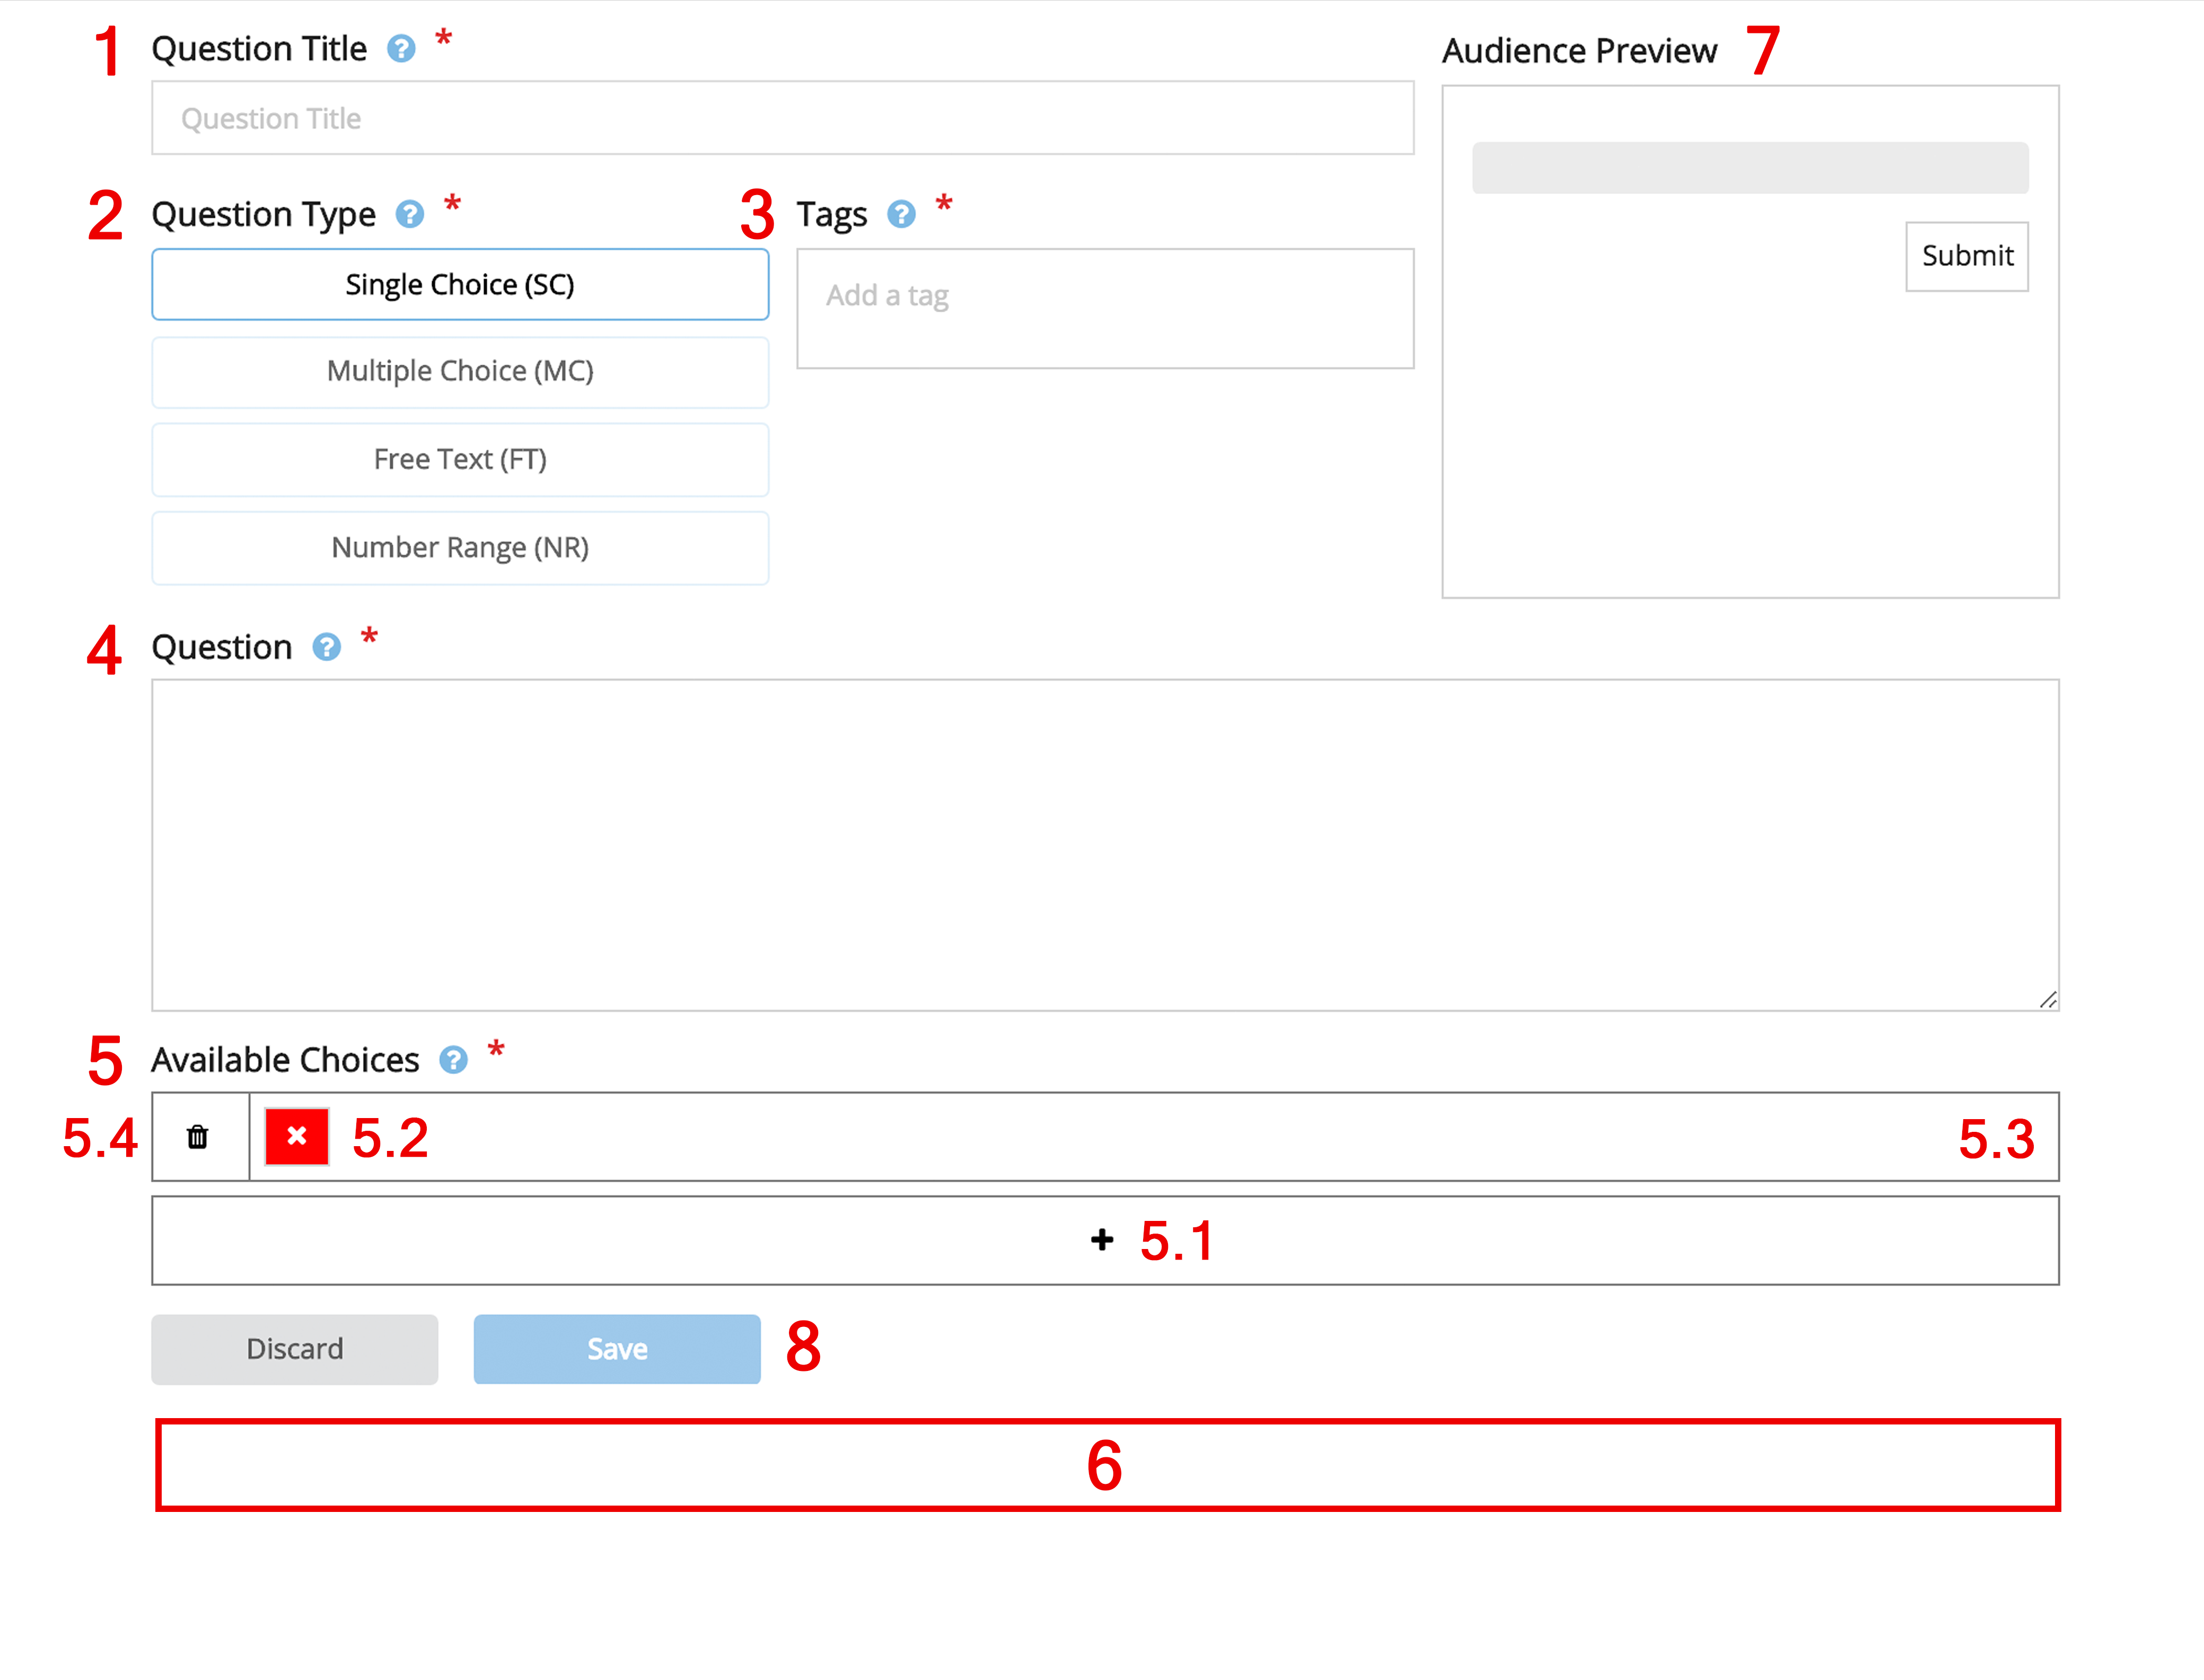 1 Question Title ? *
Question Title
2 Question Type ? *
Single Choice (SC)
Multiple Choice (MC)
Free Text (FT)
Number Range (NR)
3 Tags ? *
Add a tag
Audience Preview 7
Submit
4 Question ? *
5 Available Choices ? *
5.4 5.2 5.3
+ 5.1
Discard
Save
8
6